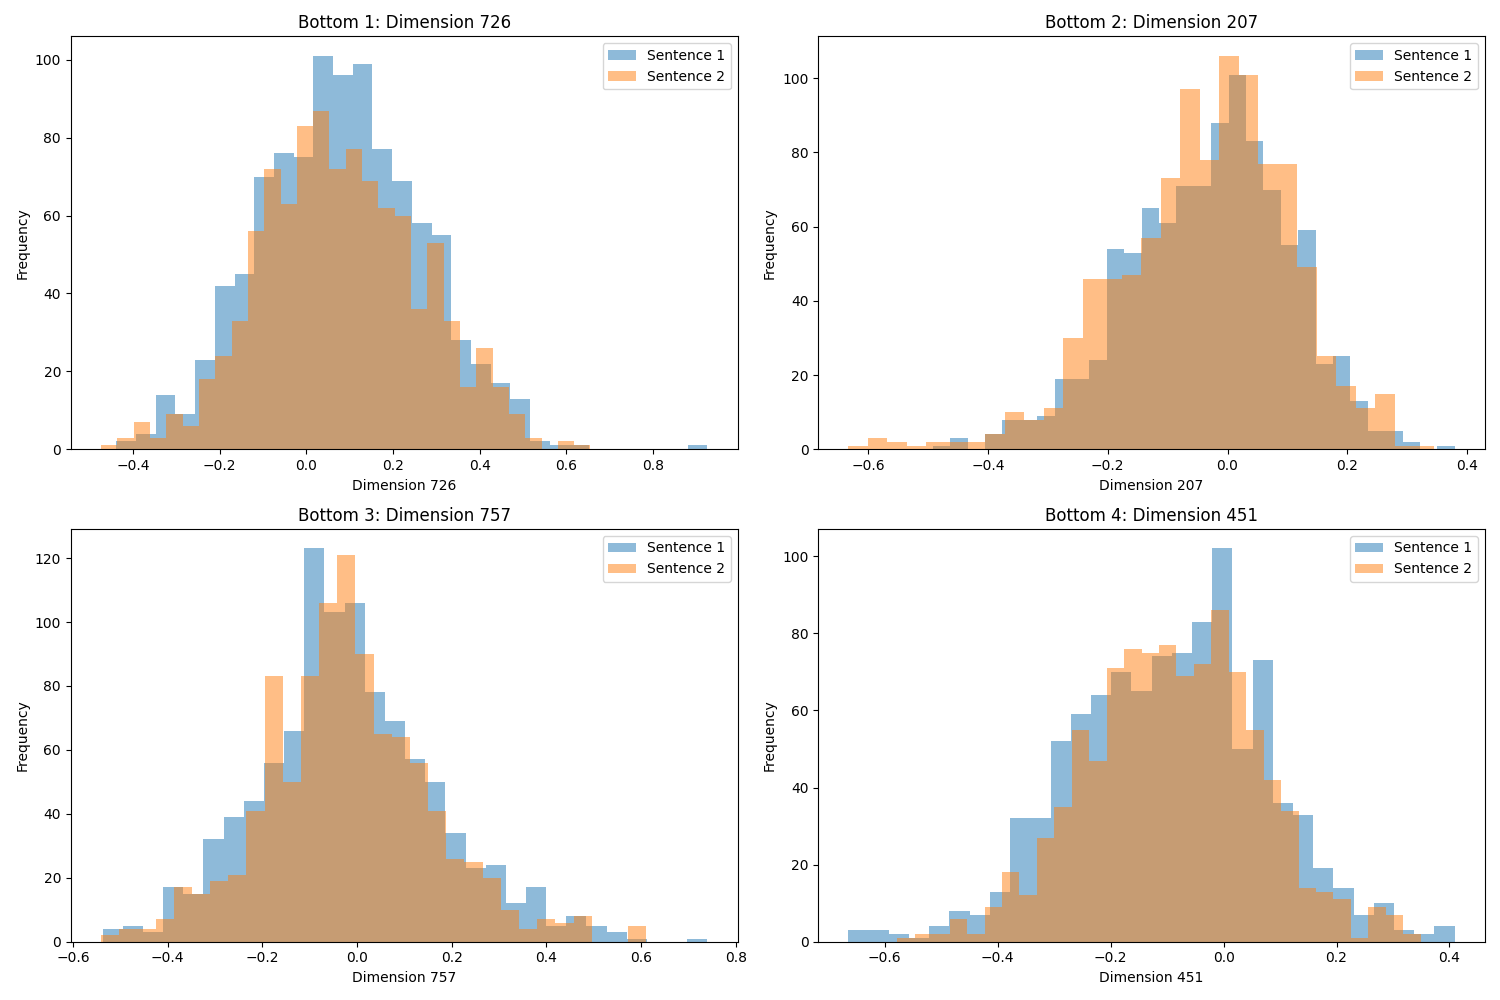 Bottom 1: Dimension 726
Sentence 1
Sentence 2
Frequency
100
80
60
40
20
0
−0.4 −0.2 0.0 0.2 0.4 0.6 0.8
Dimension 726
Bottom 2: Dimension 207
Sentence 1
Sentence 2
Frequency
100
80
60
40
20
0
−0.6 −0.4 −0.2 0.0 0.2 0.4
Dimension 207
Bottom 3: Dimension 757
Sentence 1
Sentence 2
Frequency
120
100
80
60
40
20
0
−0.6 −0.4 −0.2 0.0 0.2 0.4 0.6 0.8
Dimension 757
Bottom 4: Dimension 451
Sentence 1
Sentence 2
Frequency
100
80
60
40
20
0
−0.6 −0.4 −0.2 0.0 0.2 0.4
Dimension 451